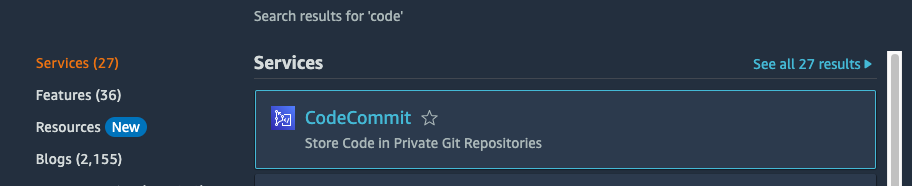 Search results for 'code'
Services (27)
Features (36)
Resources New
Blogs (2,155)
Services
See all 27 results
CodeCommit
Store Code in Private Git Repositories